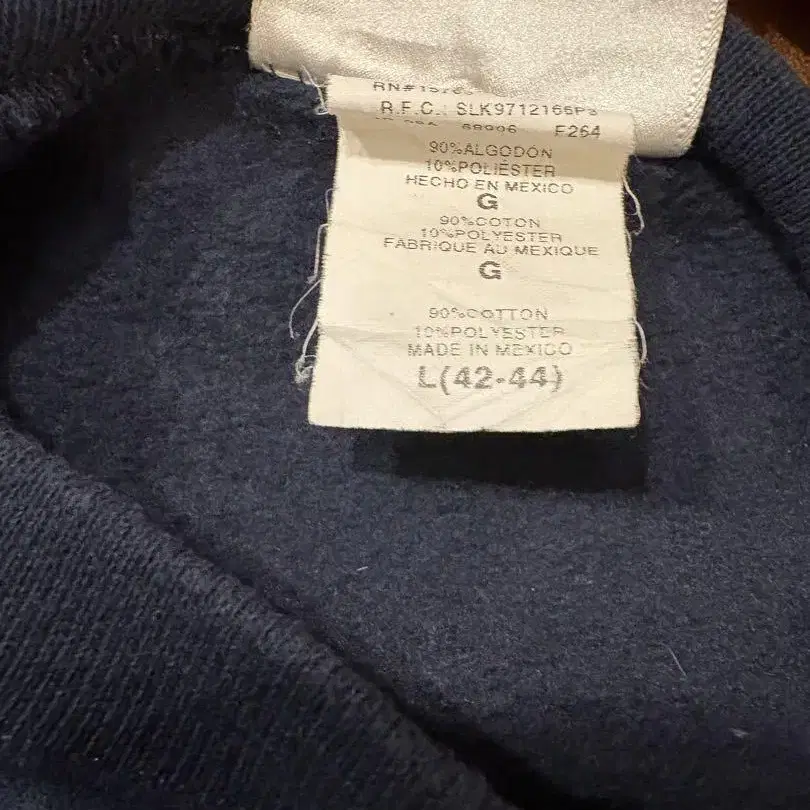 R.F.C.: SLK9712166P3
68906 F264
90%ALGODÓN
10%POLIÉSTER
HECHO EN MEXICO
G
90%COTON
10%POLYESTER
FABRIQUE AU MEXIQUE
G
90%COTTON
10%POLYESTER
MADE IN MEXICO
L(42-44)